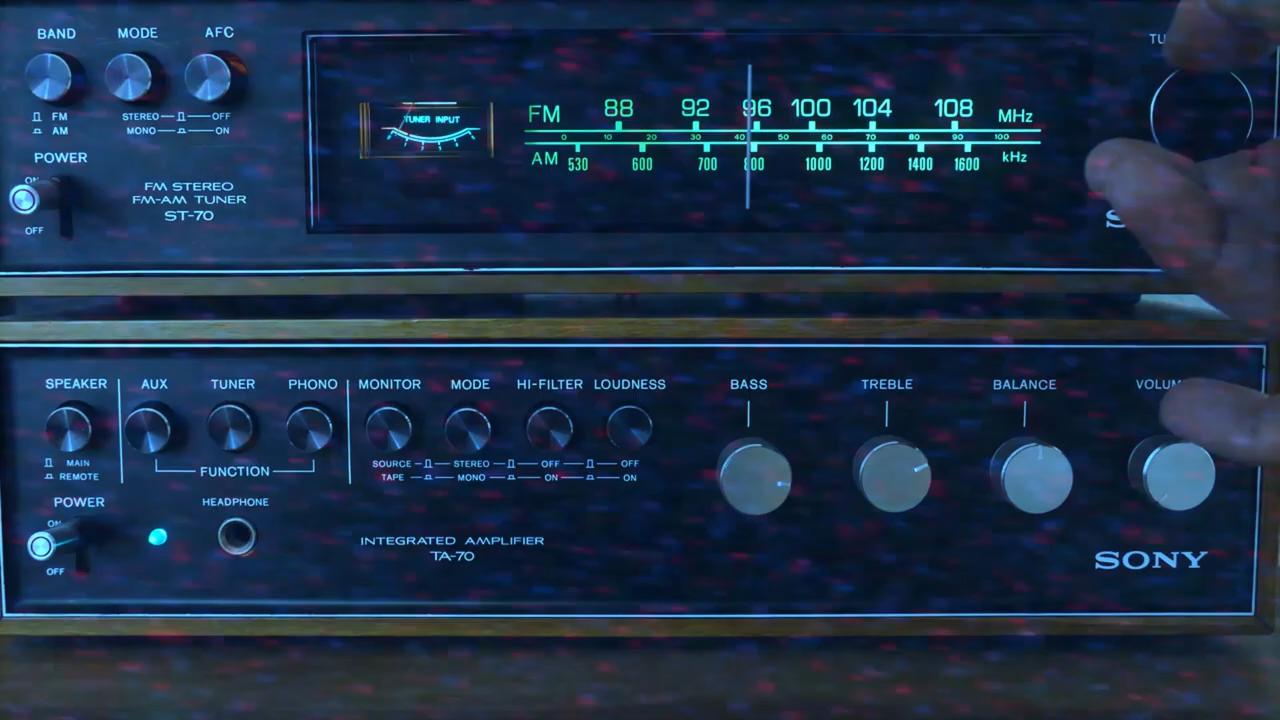 BAND MODE AFC
FM STEREO OFF
AM MONO ON
POWER
ON
OFF
FM STEREO
FM-AM TUNER
ST-70
TUNER INPUT
FM 88 92 96 100 104 108 MHz
0 10 20 30 40 50 60 70 80 90 100
AM 530 600 700 800 1000 1200 1400 1600 kHz
SPEAKER AUX TUNER PHONO MONITOR MODE HI-FILTER LOUDNESS BASS TREBLE BALANCE
MAIN SOURCE STEREO OFF OFF
REMOTE FUNCTION TAPE MONO ON ON
POWER HEADPHONE
ON
OFF
INTEGRATED AMPLIFIER
TA-70
SONY